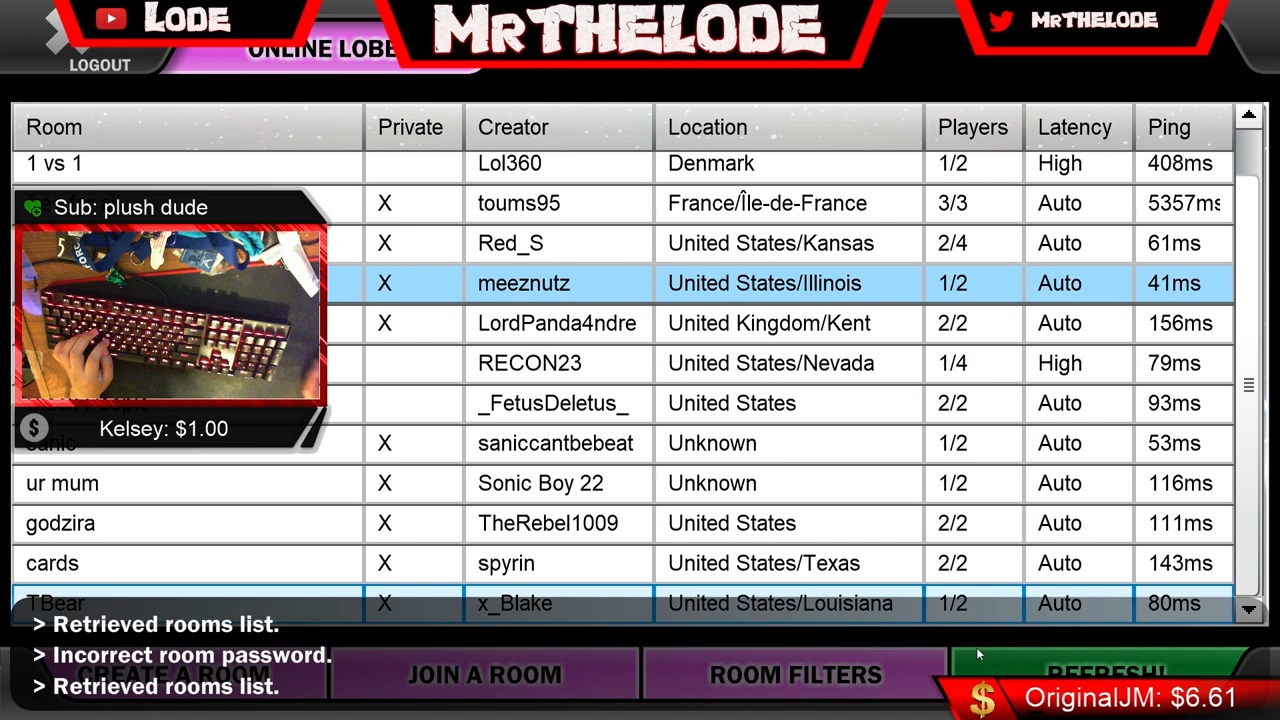 LODE
MRTHELODE
MRTHELODE
LOGOUT
ONLINE LOBB
Room Private Creator Location Players Latency Ping
1 vs 1 Lol360 Denmark 1/2 High 408ms
X toums95 France/Île-de-France 3/3 Auto 5357ms
Sub: plush dude
X Red_S United States/Kansas 2/4 Auto 61ms
X meeznutz United States/Illinois 1/2 Auto 41ms
X LordPanda4ndre United Kingdom/Kent 2/2 Auto 156ms
RECON23 United States/Nevada 1/4 High 79ms
_FetusDeletus_ United States 2/2 Auto 93ms
$ Kelsey: $1.00
sanic X saniccantbebeat Unknown 1/2 Auto 53ms
ur mum X Sonic Boy 22 Unknown 1/2 Auto 116ms
godzira X TheRebel1009 United States 2/2 Auto 111ms
cards X spyrin United States/Texas 2/2 Auto 143ms
TBear X x_Blake United States/Louisiana 1/2 Auto 80ms
> Retrieved rooms list.
> Incorrect room password.
> Retrieved rooms list.
CREATE A ROOM JOIN A ROOM ROOM FILTERS REFRESH!
$ OriginalJM: $6.61